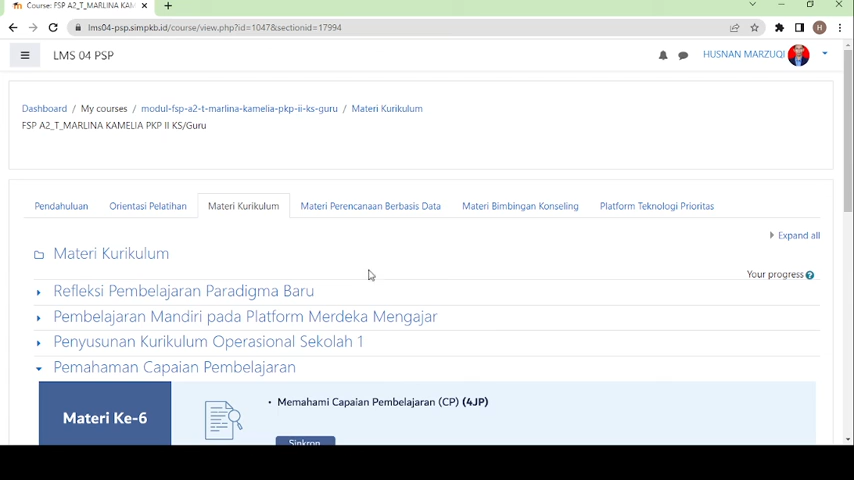 Course: FSP A2_T_MARLINA KAM
lms04-psp.simpkb.id/course/view.php?id=1047&sectionid=17994
H
LMS 04 PSP
HUSNAN MARZUQI
Dashboard / My courses / modul-fsp-a2-t-marlina-kamelia-pkp-ii-ks-guru / Materi Kurikulum
FSP A2_T_MARLINA KAMELIA PKP II KS/Guru
Pendahuluan
Orientasi Pelatihan
Materi Kurikulum
Materi Perencanaan Berbasis Data
Materi Bimbingan Konseling
Platform Teknologi Prioritas
Expand all
Materi Kurikulum
Your progress
Refleksi Pembelajaran Paradigma Baru
Pembelajaran Mandiri pada Platform Merdeka Mengajar
Penyusunan Kurikulum Operasional Sekolah 1
Pemahaman Capaian Pembelajaran
Materi Ke-6
• Memahami Capaian Pembelajaran (CP) (4JP)
Sinkron